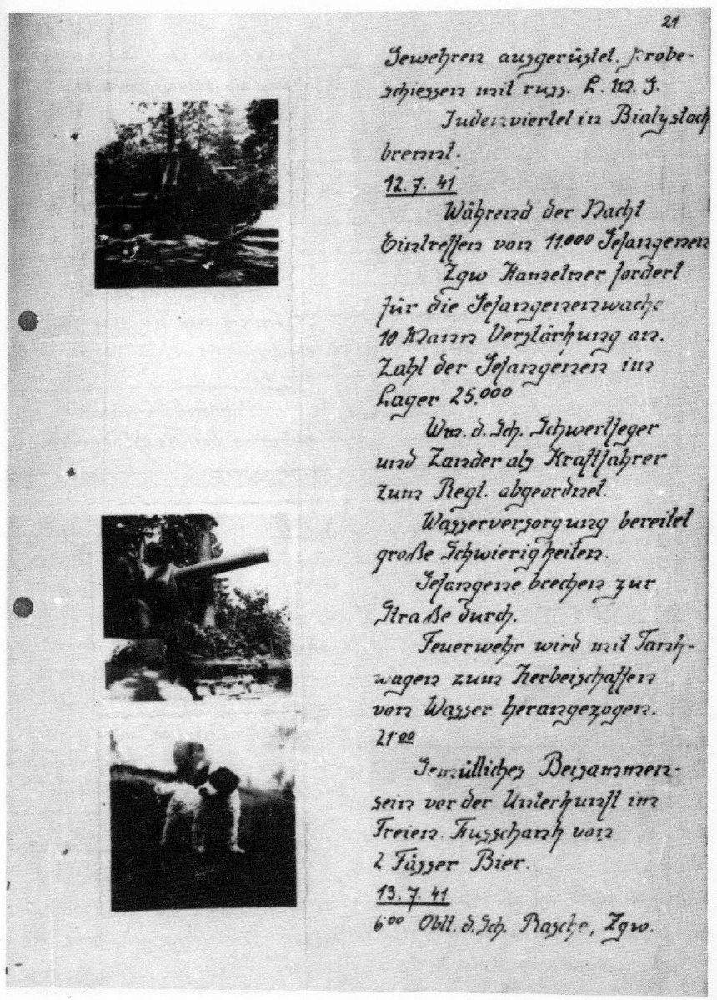 21
Gewehren ausgerüstet. Probe-
schiessen mit russ. L. M. G.
Judenviertel in Bialystock
brennt.
12.7.41
Während der Nacht
Eintreffen von 11.000 Gefangenen
Zgw Hametner fordert
für die Gefangenenwache
10 Mann Verstärkung an.
Zahl der Gefangenen im
Lager 25.000
Wm. d. Sch. Schwertfeger
und Zander als Kraftfahrer
zum Regt. abgeordnet.
Wasserversorgung bereitet
große Schwierigkeiten.
Gefangene brechen zur
Straße durch.
Feuerwehr wird mit Tank-
wagen zum Herbeischaffen
von Wasser herangezogen.
21 00
Gemütliches Beisammen-
sein vor der Unterkunft im
Freien. Ausschank von
2 Fässer Bier.
13.7.41
6 00 Oblt. d. Sch. Rasche, Zgw.